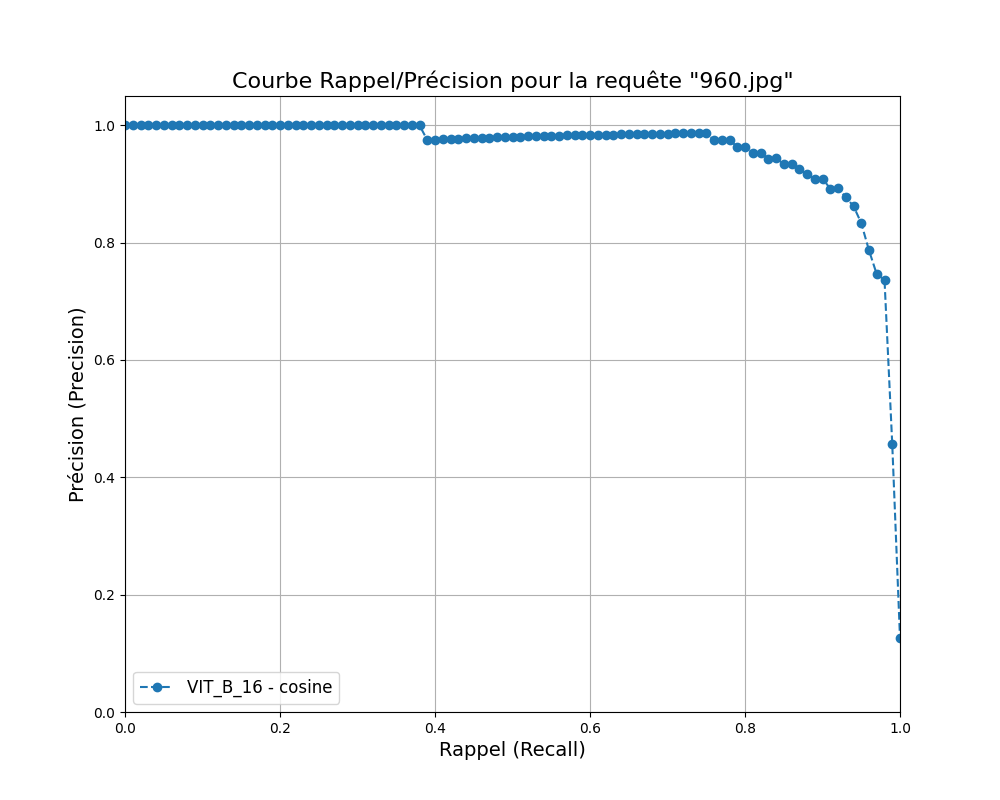 Courbe Rappel/Précision pour la requête "960.jpg"
1.0
0.8
0.6
0.4
0.2
0.0
Précision (Precision)
VIT_B_16 - cosine
0.0 0.2 0.4 0.6 0.8 1.0
Rappel (Recall)